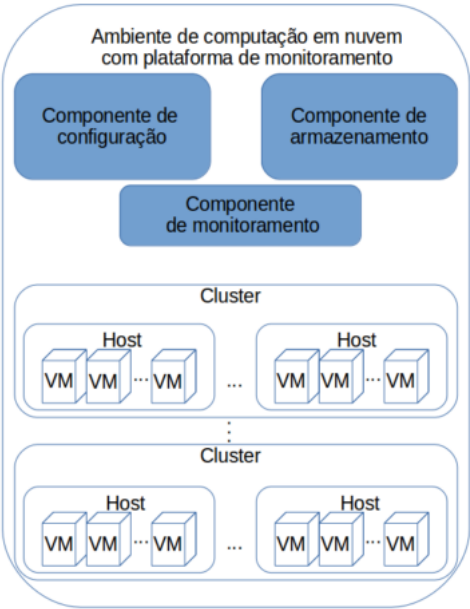 Ambiente de computação em nuvem
com plataforma de monitoramento
Componente de
configuração
Componente de
armazenamento
Componente
de monitoramento
Cluster
Host
VM VM ... VM
...
Host
VM VM ... VM
...
Cluster
Host
VM VM ... VM
...
Host
VM VM ... VM